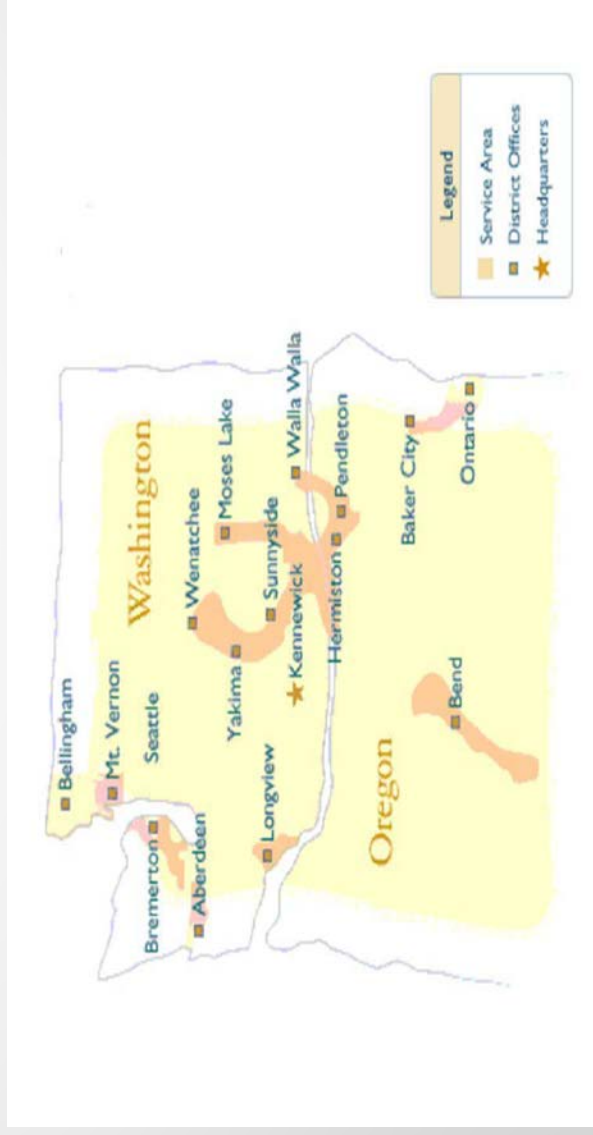 Bellingham
Mt. Vernon
Seattle
Bremerton
Aberdeen
Washington
Wenatchee
Moses Lake
Yakima
Sunnyside
Kennewick
Longview
Walla Walla
Hermiston
Pendleton
Oregon
Baker City
Bend
Ontario
Legend
Service Area
District Offices
Headquarters